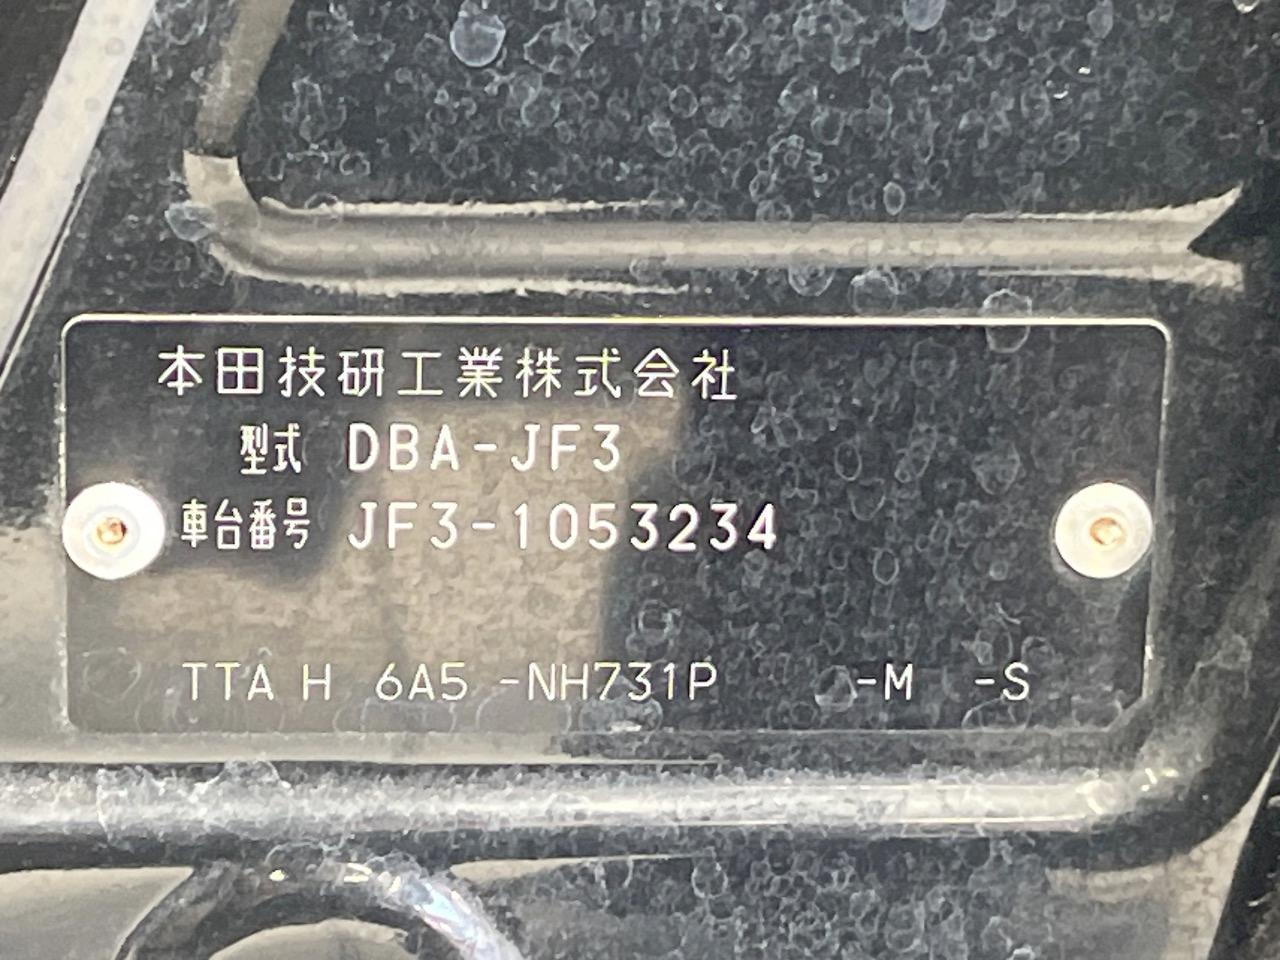 本田技研工業株式会社
型式 DBA-JF3
車台番号 JF3-1053234
TTA H 6A5 -NH731P -M -S